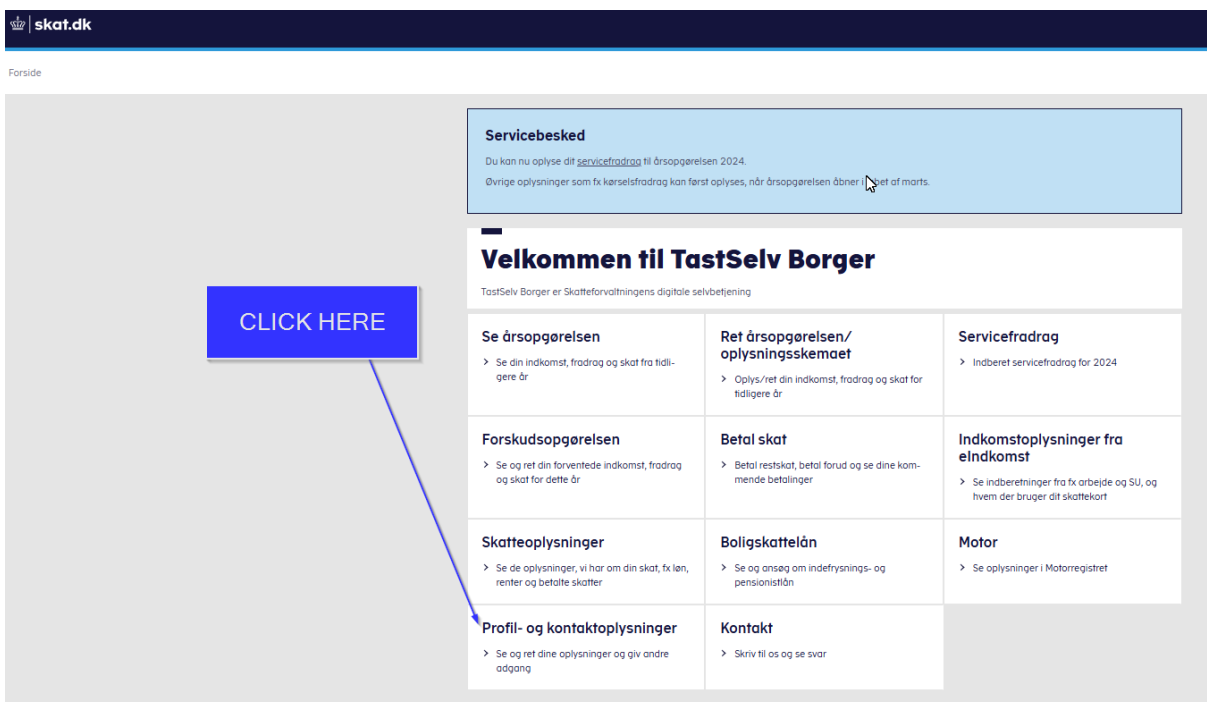 skat.dk
Forside
Servicebesked
Du kan nu oplyse dit servicefradrag til årsopgørelsen 2024.
Øvrige oplysninger som fx kørselsfradrag kan først oplyses, når årsopgørelsen åbner i bet af marts.
Velkommen til TastSelv Borger
TastSelv Borger er Skatteforvaltningens digitale selvbetjening
CLICK HERE
Se årsopgørelsen
Se din indkomst, fradrag og skat fra tidli-
gere år
Ret årsopgørelsen/
oplysningsskemaet
Oplys/ret din indkomst, fradrag og skat for
tidligere år
Servicefradrag
Indberet servicefradrag for 2024
Forskudsopgørelsen
Se og ret din forventede indkomst, fradrag
og skat for dette år
Betal skat
Betal restskat, betal forud og se dine kom-
mende betalinger
Indkomstoplysninger fra
eIndkomst
Se indberetninger fra fx arbejde og SU, og
hvem der bruger dit skattekort
Skatteoplysninger
Se de oplysninger, vi har om din skat, fx løn,
renter og betalte skatter
Boligskattelån
Se og ansøg om indefrysnings- og
pensionistlån
Motor
Se oplysninger i Motorregistret
Profil- og kontaktoplysninger
Se og ret dine oplysninger og giv andre
adgang
Kontakt
Skriv til os og se svar